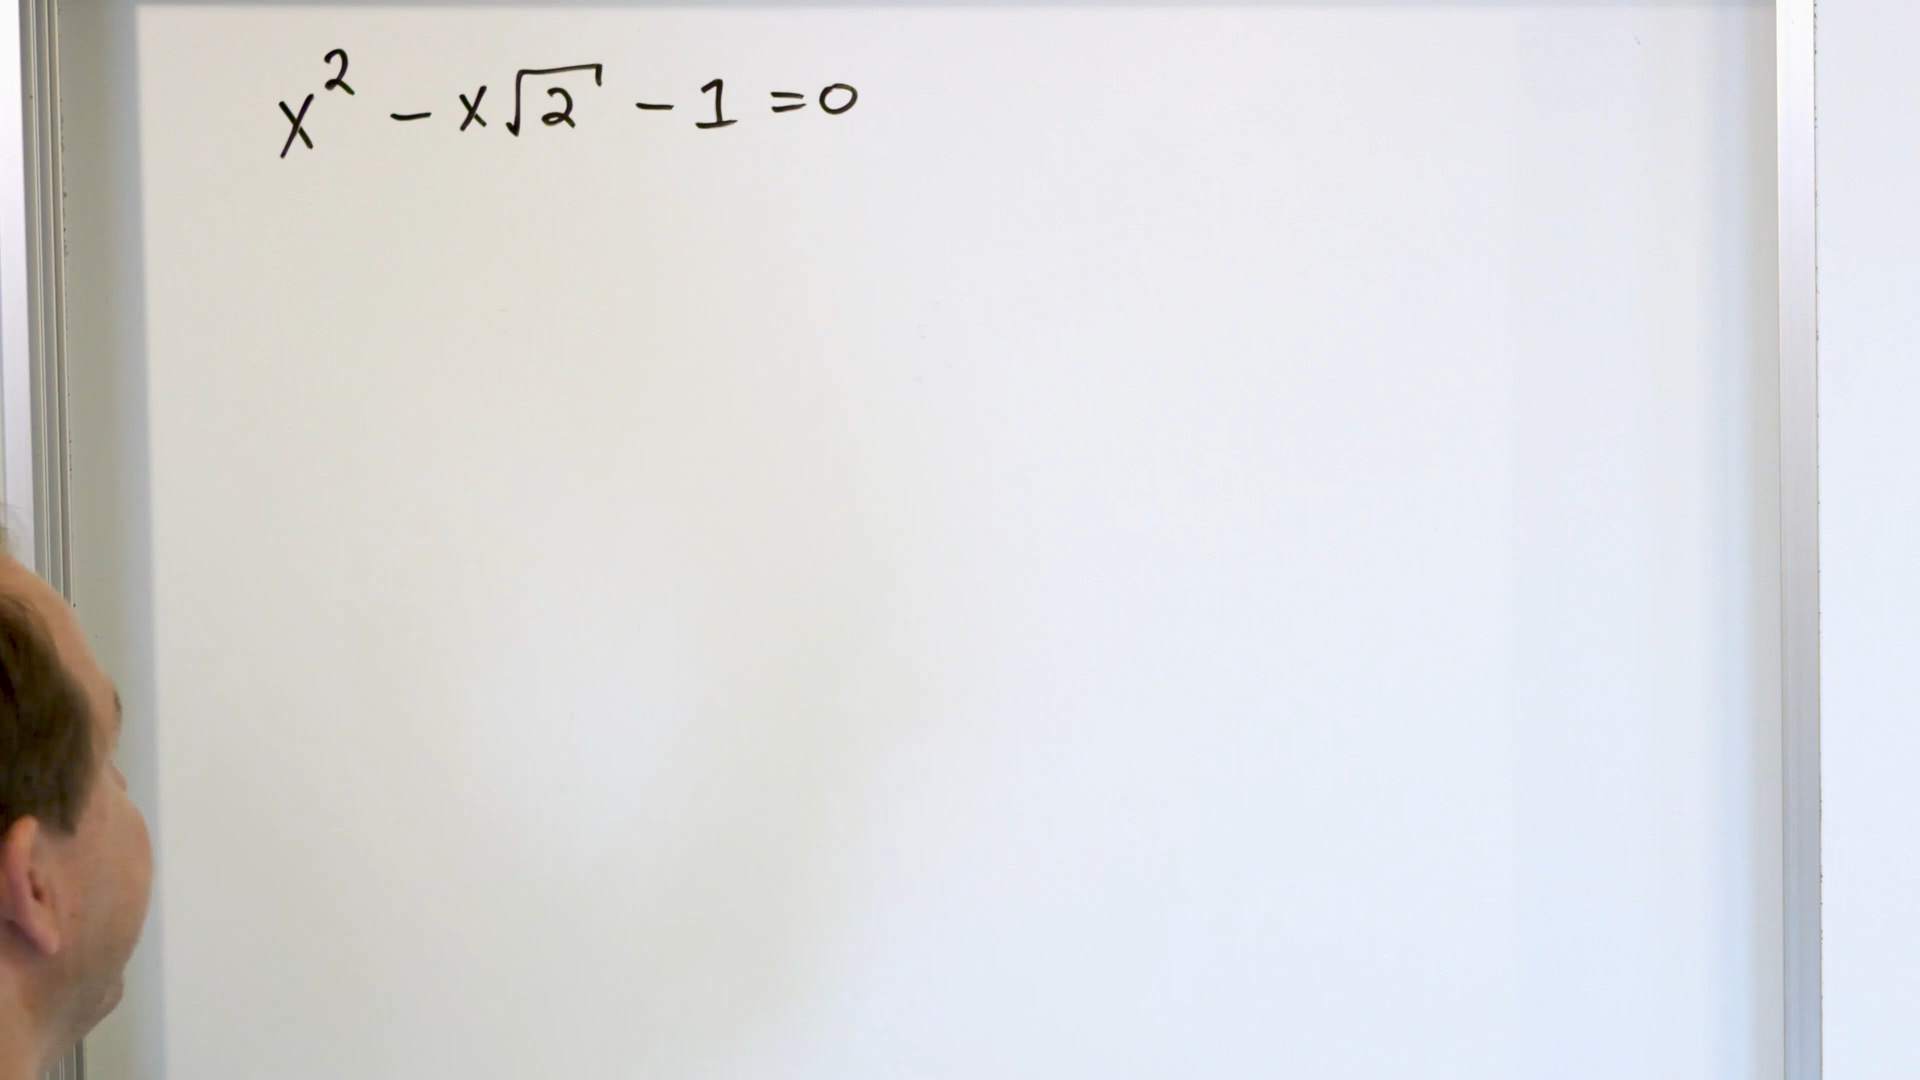 x² - x√2 - 1 = 0